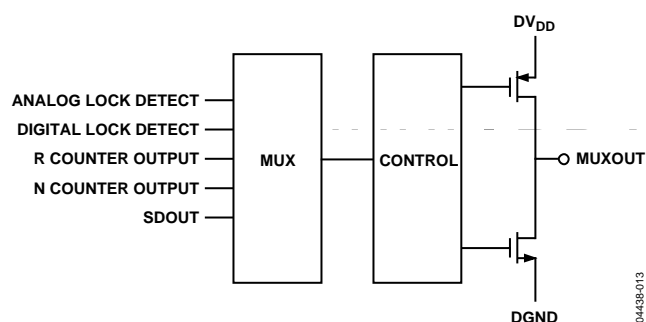 DVDD
ANALOG LOCK DETECT
DIGITAL LOCK DETECT
R COUNTER OUTPUT
N COUNTER OUTPUT
SDOUT
MUX
CONTROL
MUXOUT
DGND
04438-013